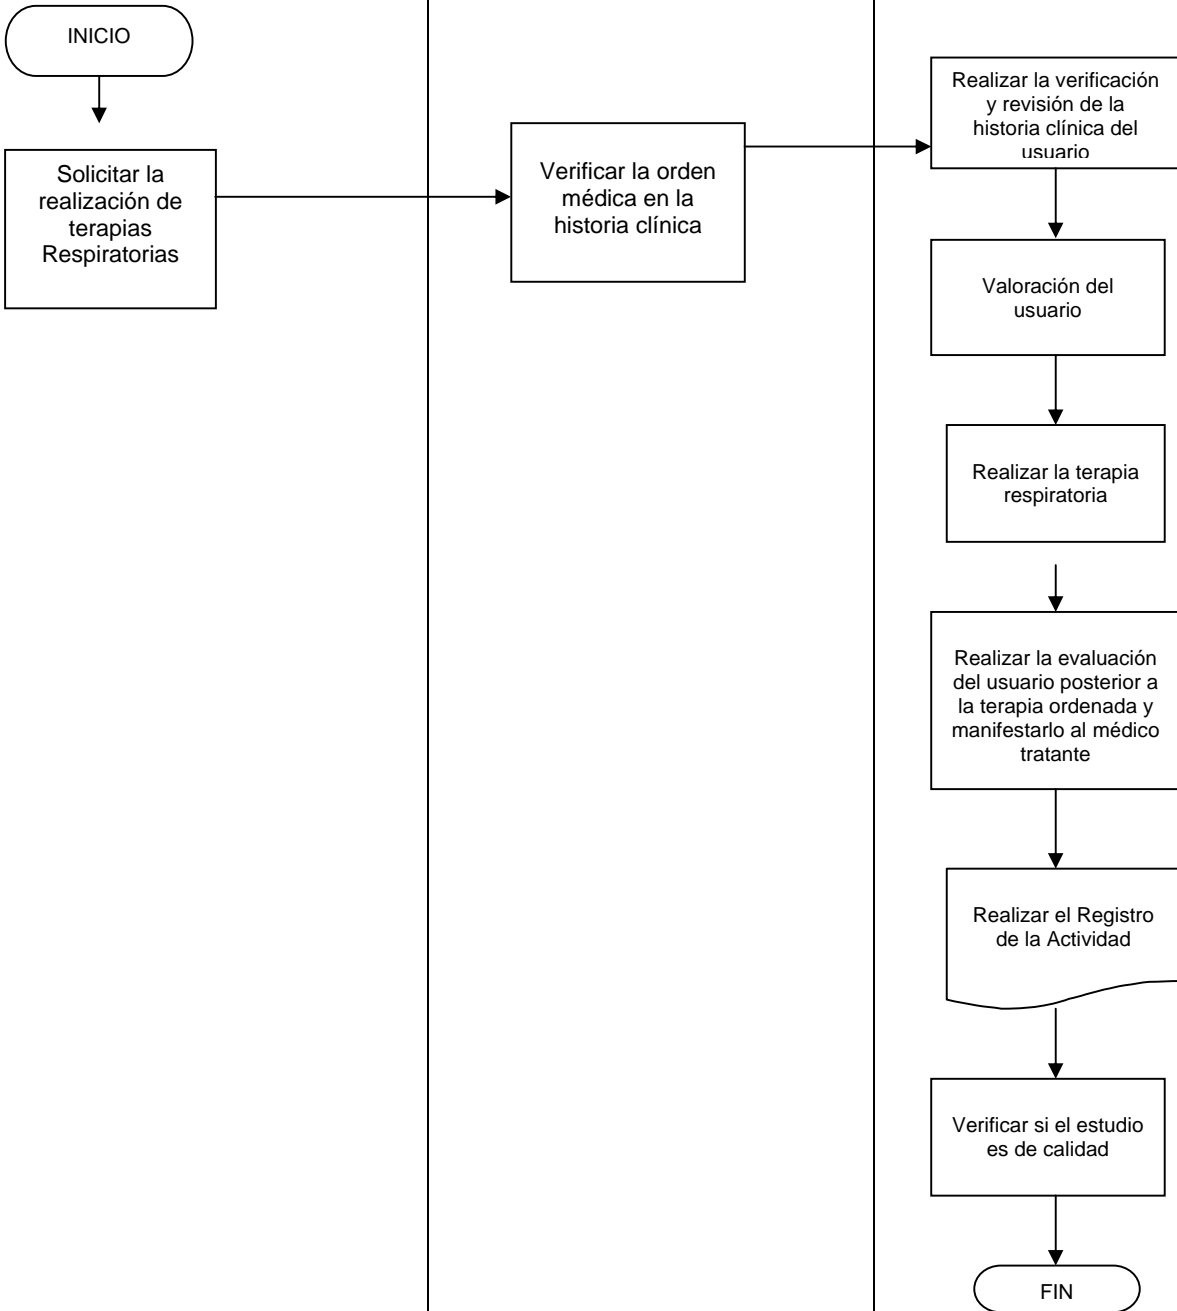 INICIO
Solicitar la
realización de
terapias
Respiratorias
Verificar la orden
médica en la
historia clínica
Realizar la verificación
y revisión de la
historia clínica del
usuario
Valoración del
usuario
Realizar la terapia
respiratoria
Realizar la evaluación
del usuario posterior a
la terapia ordenada y
manifestarlo al médico
tratante
Realizar el Registro
de la Actividad
Verificar si el estudio
es de calidad
FIN